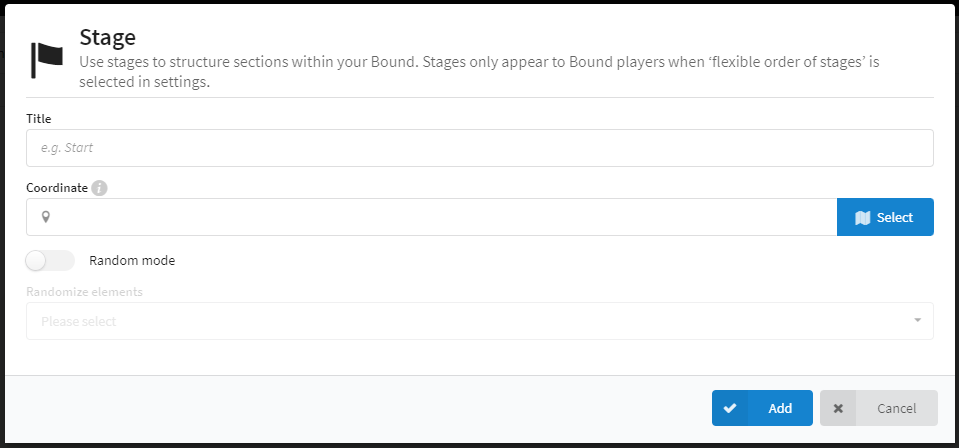 Stage
Use stages to structure sections within your Bound. Stages only appear to Bound players when ‘flexible order of stages’ is
selected in settings.
Title
e.g. Start
Coordinate i
Select
Random mode
Randomize elements
Please select
Add
Cancel